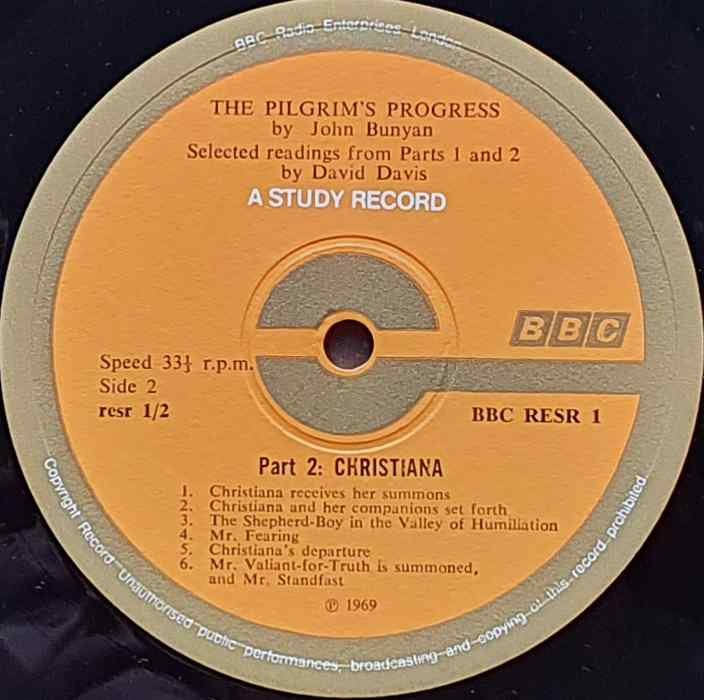 BBC Radio Enterprises London
THE PILGRIM'S PROGRESS
by John Bunyan
Selected readings from Parts 1 and 2
by David Davis
A STUDY RECORD
BBC
Speed 33⅓ r.p.m.
Side 2
resr 1/2
BBC RESR 1
Part 2: CHRISTIANA
1. Christiana receives her summons
2. Christiana and her companions set forth
3. The Shepherd-Boy in the Valley of Humiliation
4. Mr. Fearing
5. Christiana's departure
6. Mr. Valiant-for-Truth is summoned,
and Mr. Standfast
℗ 1969
Copyright Record Unauthorised public performances, broadcasting and copying of this record prohibited